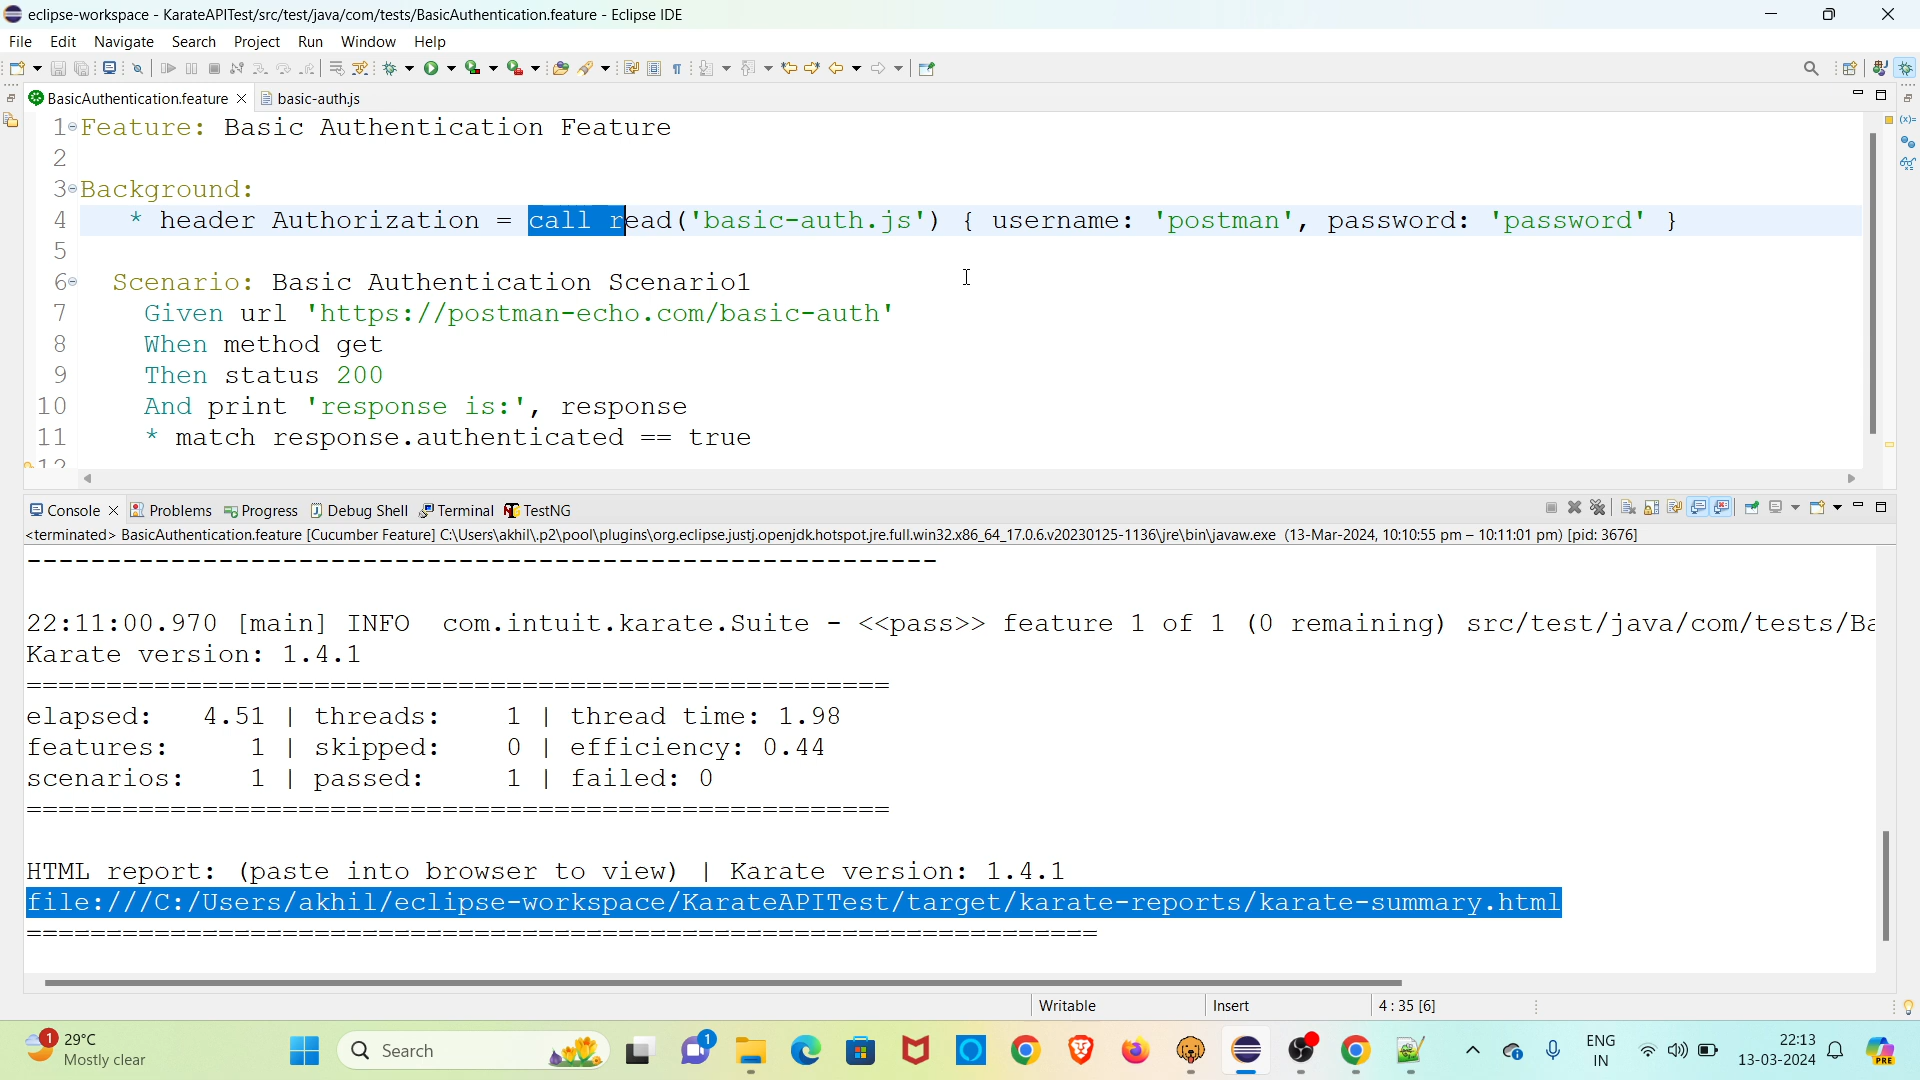 eclipse-workspace - KarateAPITest/src/test/java/com/tests/BasicAuthentication.feature - Eclipse IDE
File Edit Navigate Search Project Run Window Help
BasicAuthentication.feature basic-auth.js
1 Feature: Basic Authentication Feature
2
3 Background:
4 * header Authorization = call read('basic-auth.js') { username: 'postman', password: 'password' }
5
6 Scenario: Basic Authentication Scenario1
7 Given url 'https://postman-echo.com/basic-auth'
8 When method get
9 Then status 200
10 And print 'response is:', response
11 * match response.authenticated == true
12
Console Problems Progress Debug Shell Terminal TestNG
<terminated> BasicAuthentication.feature [Cucumber Feature] C:\Users\akhil\.p2\pool\plugins\org.eclipse.justj.openjdk.hotspot.jre.full.win32.x86_64_17.0.6.v20230125-1136\jre\bin\javaw.exe (13-Mar-2024, 10:10:55 pm – 10:11:01 pm) [pid: 3676]
---------------------------------------------------------
22:11:00.970 [main] INFO com.intuit.karate.Suite - <<pass>> feature 1 of 1 (0 remaining) src/test/java/com/tests/Ba
Karate version: 1.4.1
======================================================
elapsed: 4.51 | threads: 1 | thread time: 1.98
features: 1 | skipped: 0 | efficiency: 0.44
scenarios: 1 | passed: 1 | failed: 0
======================================================
HTML report: (paste into browser to view) | Karate version: 1.4.1
file:///C:/Users/akhil/eclipse-workspace/KarateAPITest/target/karate-reports/karate-summary.html
===================================================================
Writable Insert 4 : 35 [6]
1 29°C
Mostly clear
Search
1
ENG
IN
22:13
13-03-2024
PRE